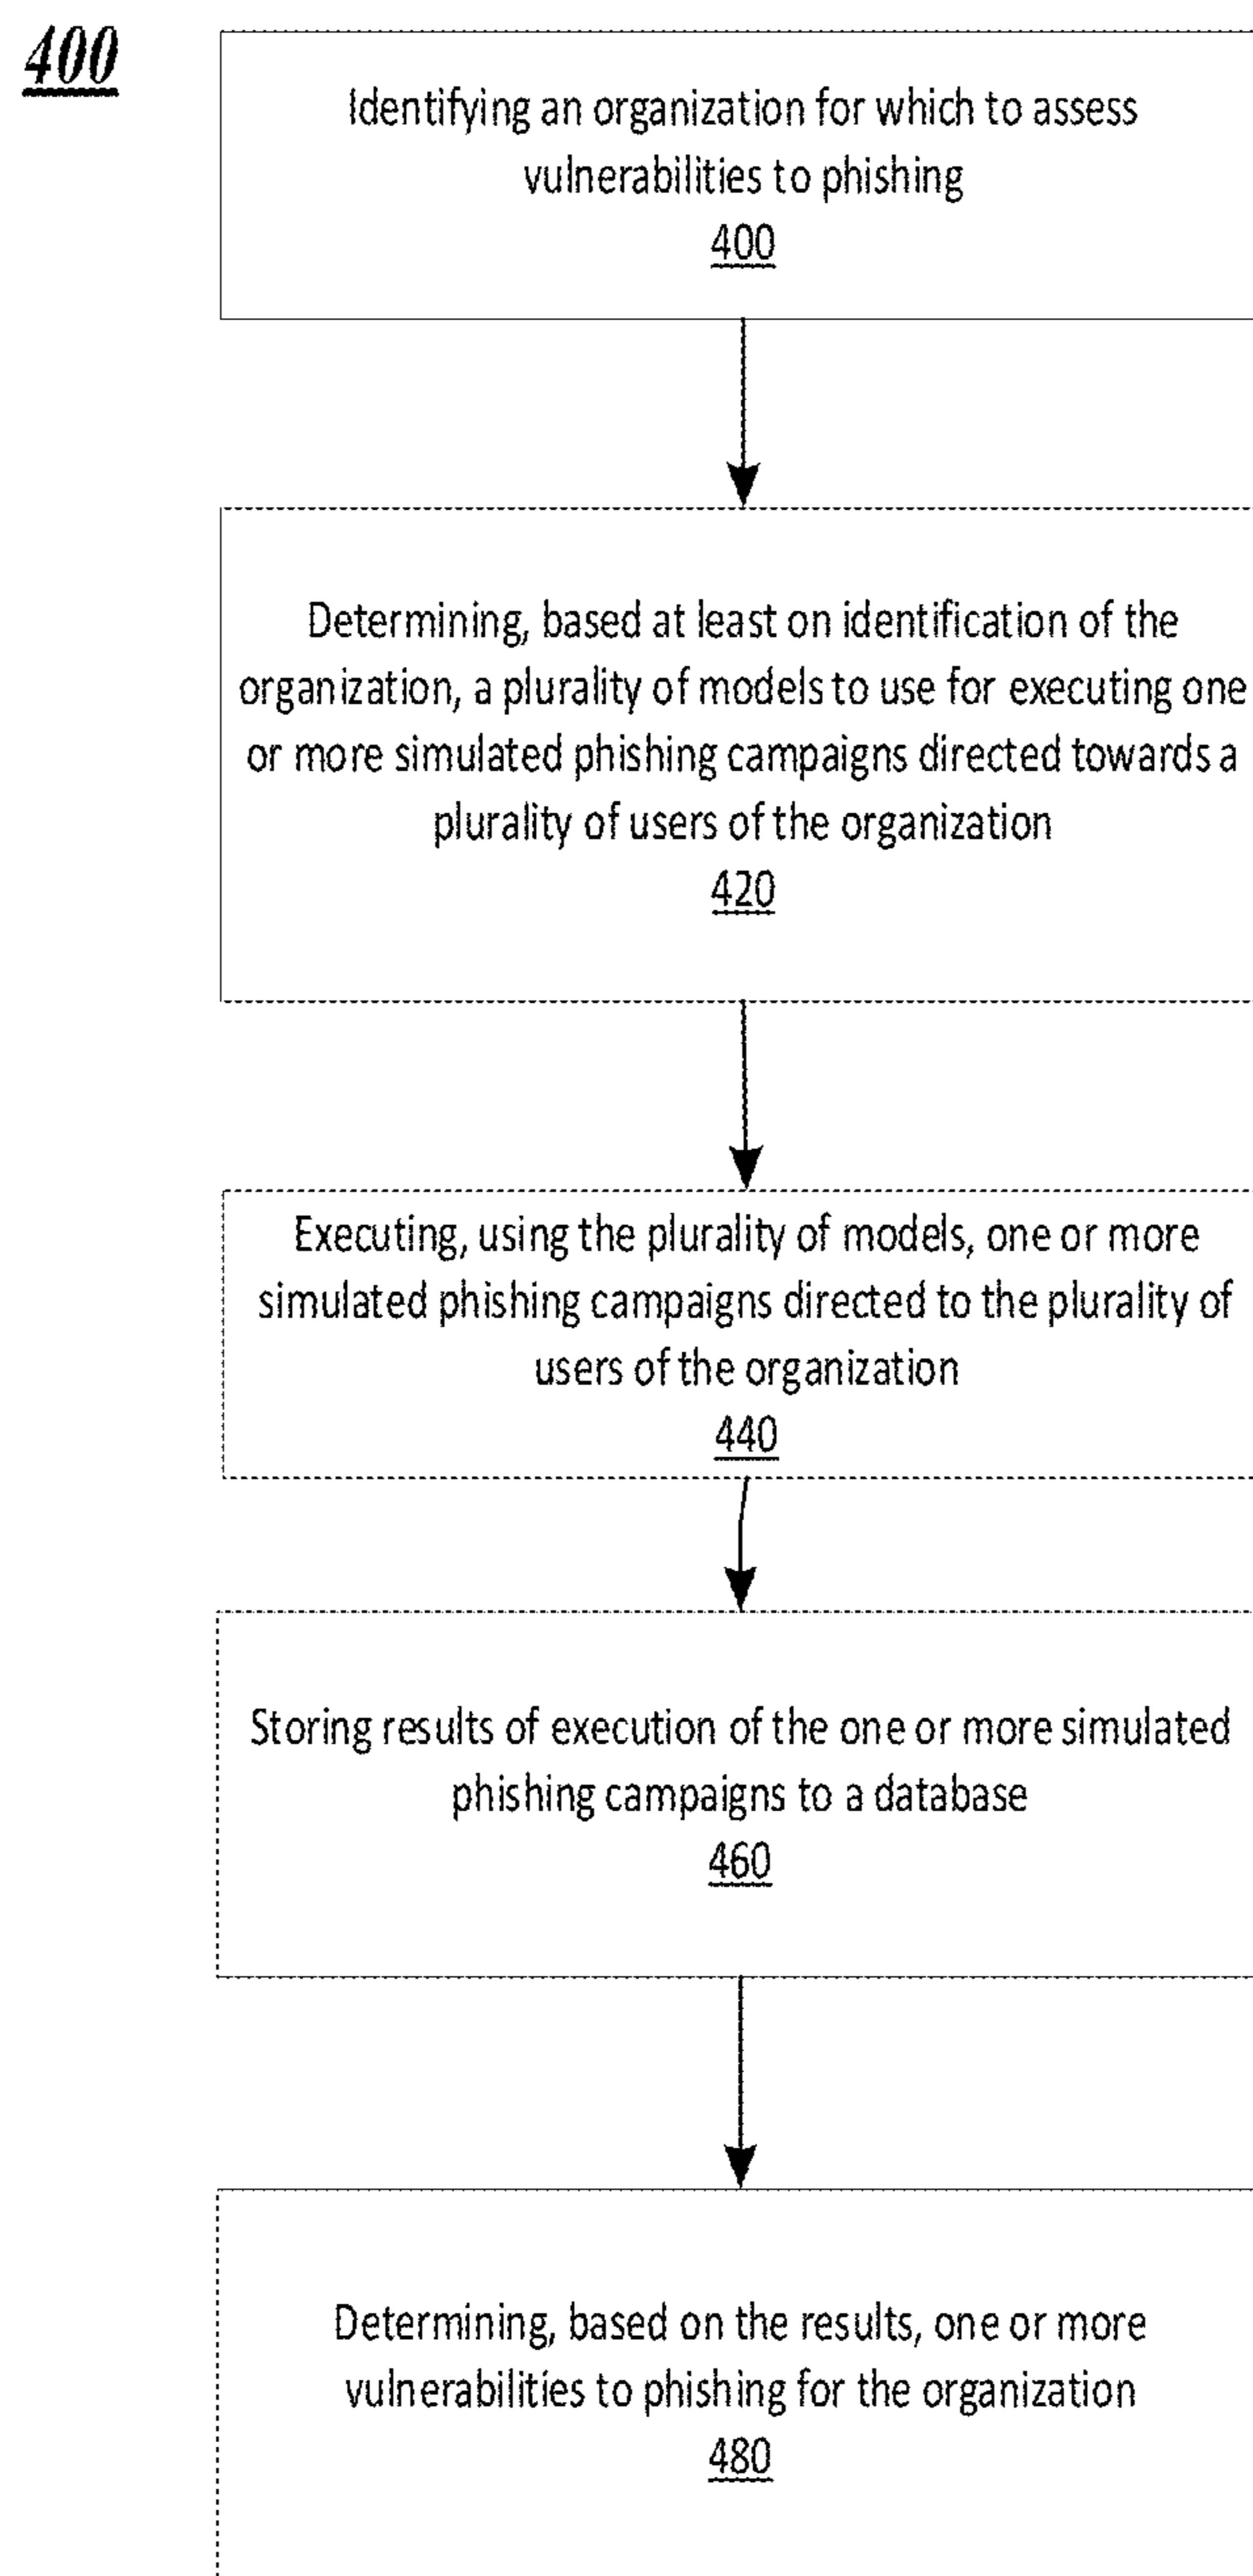 400
Identifying an organization for which to assess
vulnerabilities to phishing
400
Determining, based at least on identification of the
organization, a plurality of models to use for executing one
or more simulated phishing campaigns directed towards a
plurality of users of the organization
420
Executing, using the plurality of models, one or more
simulated phishing campaigns directed to the plurality of
users of the organization
440
Storing results of execution of the one or more simulated
phishing campaigns to a database
460
Determining, based on the results, one or more
vulnerabilities to phishing for the organization
480